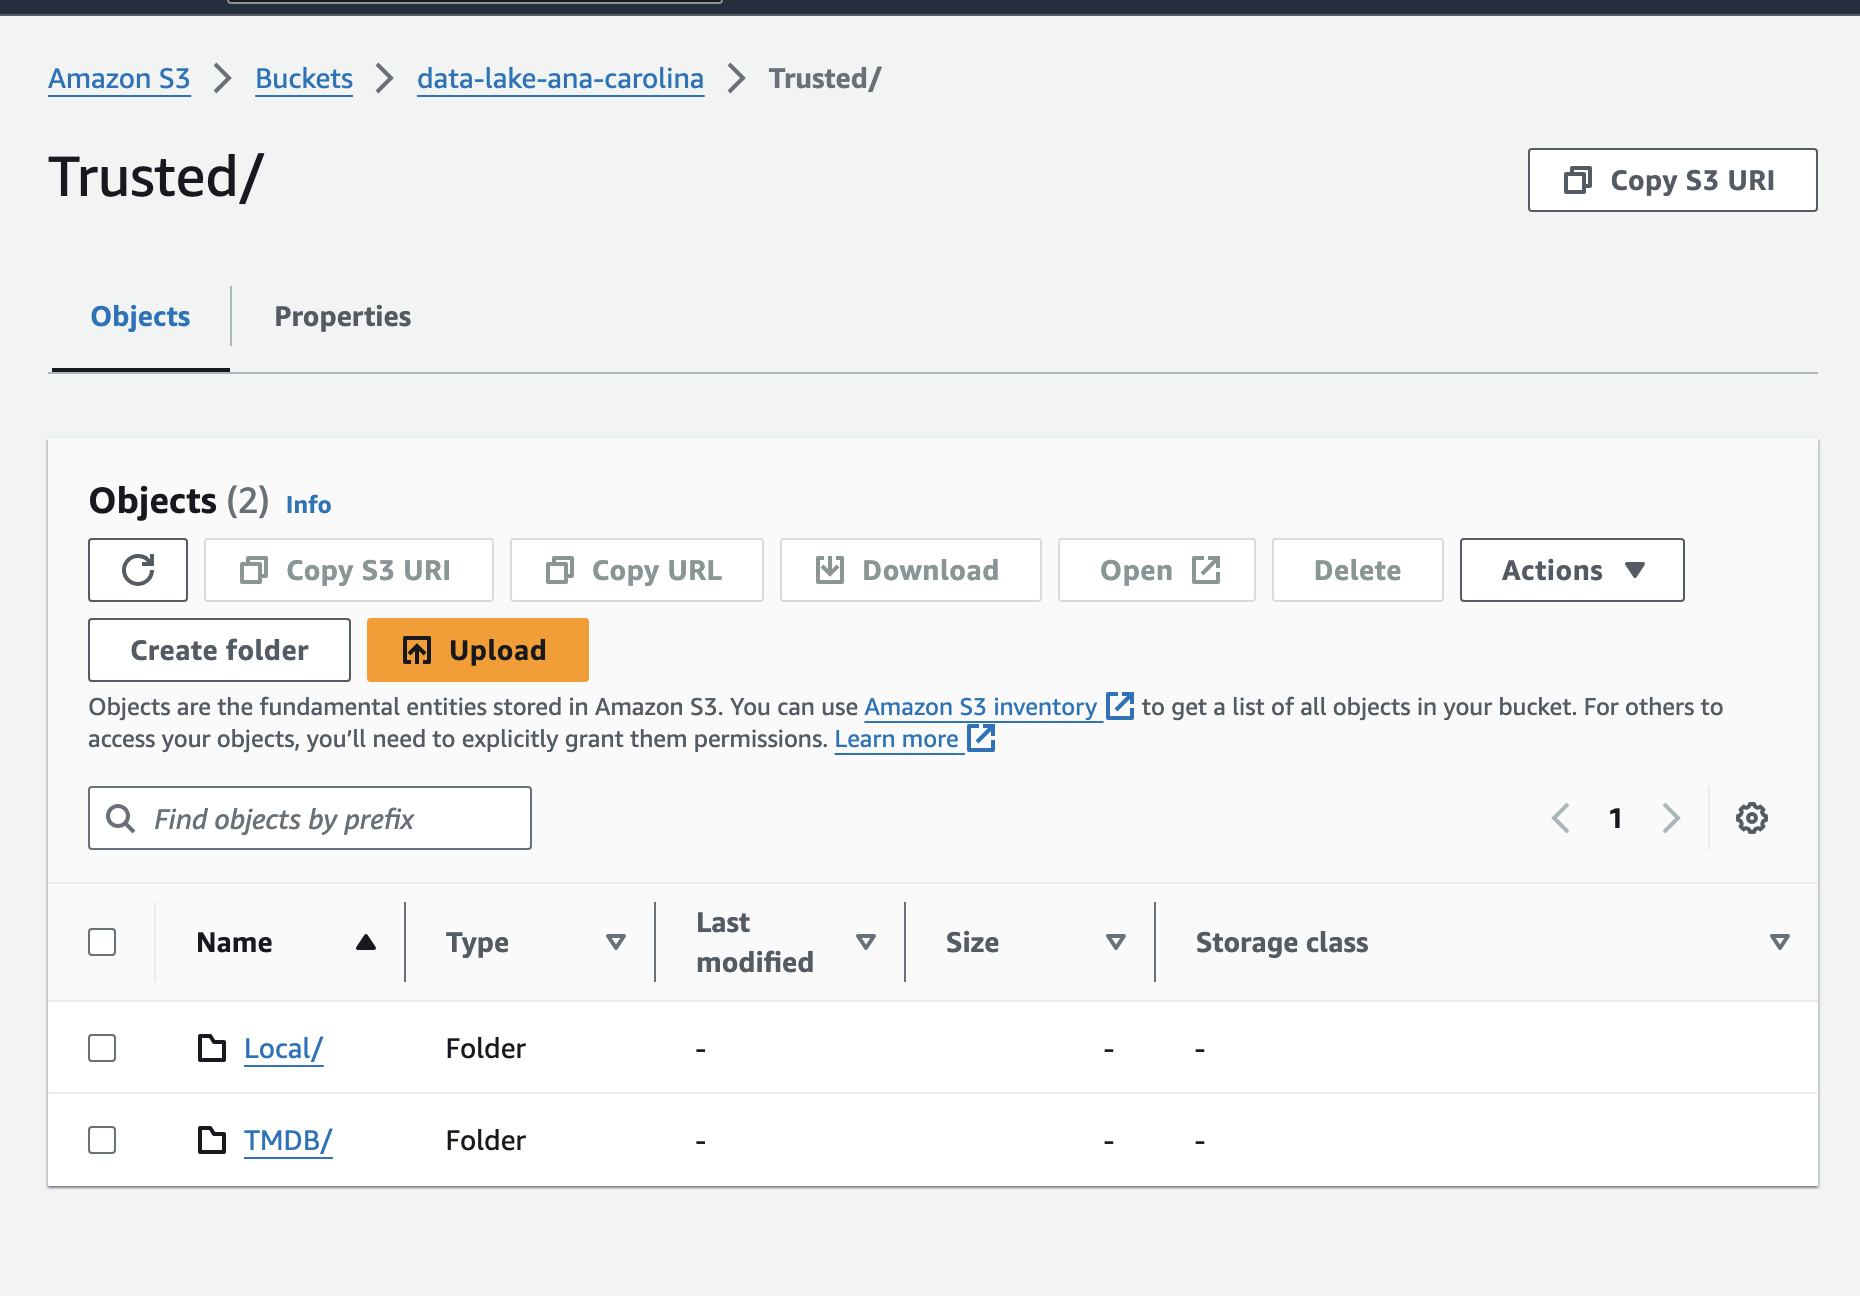 Amazon S3 > Buckets > data-lake-ana-carolina > Trusted/
Trusted/
Copy S3 URI
Objects
Properties
Objects (2) Info
Copy S3 URI
Copy URL
Download
Open
Delete
Actions
Create folder
Upload
Objects are the fundamental entities stored in Amazon S3. You can use Amazon S3 inventory to get a list of all objects in your bucket. For others to
access your objects, you’ll need to explicitly grant them permissions. Learn more
Find objects by prefix
1
Name
Type
Last
modified
Size
Storage class
Local/ Folder - - -
TMDB/ Folder - - -